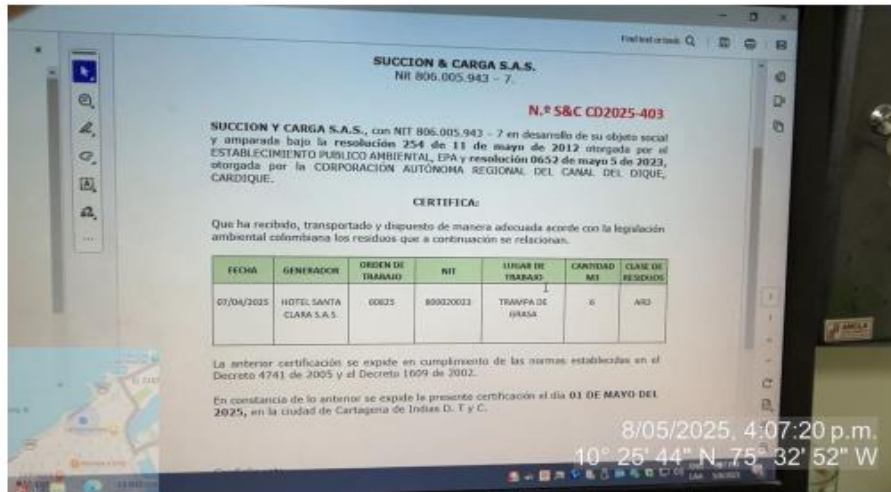 Find text or tools
SUCCION & CARGA S.A.S.
Nit 806.005.943 – 7.
N.º S&C CD2025-403
SUCCION Y CARGA S.A.S., con NIT 806.005.943 – 7 en desarrollo de su objeto social
y amparada bajo la resolución 254 de 11 de mayo de 2012 otorgada por el
ESTABLECIMIENTO PUBLICO AMBIENTAL, EPA y resolución 0652 de mayo 5 de 2023,
otorgada por la CORPORACIÓN AUTÓNOMA REGIONAL DEL CANAL DEL DIQUE,
CARDIQUE.
CERTIFICA:
Que ha recibido, transportado y dispuesto de manera adecuada acorde con la legislación
ambiental colombiana los residuos que a continuación se relacionan.
FECHA GENERADOR ORDEN DE TRABAJO NIT LUGAR DE TRABAJO CANTIDAD M3 CLASE DE RESIDUOS
07/04/2025 HOTEL SANTA CLARA S.A.S. TRAMPA DE GRASA 6 ARD
La anterior certificación se expide en cumplimiento de las normas establecidas en el
Decreto 4741 de 2005 y el Decreto 1609 de 2002.
En constancia de lo anterior se expide la presente certificación el día 01 DE MAYO DEL
2025, en la ciudad de Cartagena de Indias D. T y C.
8/05/2025, 4:07:20 p.m.
10° 25' 44" N, 75° 32' 52" W